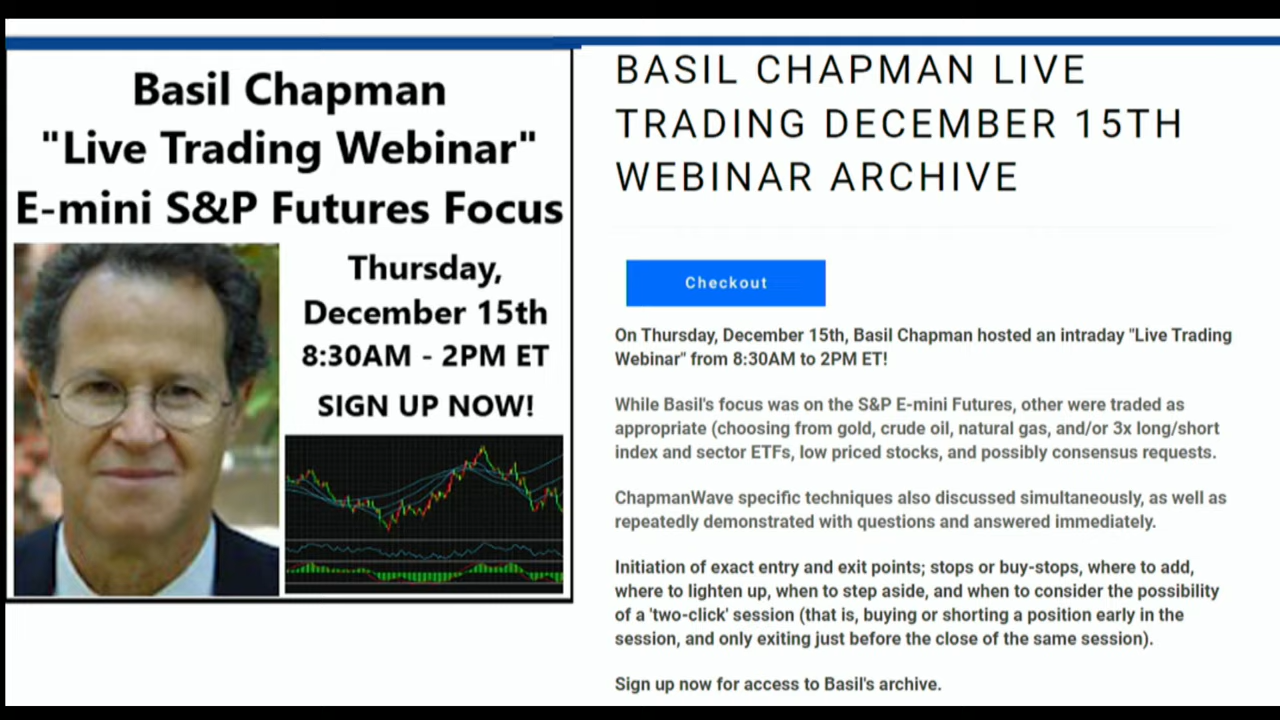 Basil Chapman
"Live Trading Webinar"
E-mini S&P Futures Focus
Thursday,
December 15th
8:30AM - 2PM ET
SIGN UP NOW!
BASIL CHAPMAN LIVE
TRADING DECEMBER 15TH
WEBINAR ARCHIVE
Checkout
On Thursday, December 15th, Basil Chapman hosted an intraday "Live Trading
Webinar" from 8:30AM to 2PM ET!
While Basil's focus was on the S&P E-mini Futures, other were traded as
appropriate (choosing from gold, crude oil, natural gas, and/or 3x long/short
index and sector ETFs, low priced stocks, and possibly consensus requests.
ChapmanWave specific techniques also discussed simultaneously, as well as
repeatedly demonstrated with questions and answered immediately.
Initiation of exact entry and exit points; stops or buy-stops, where to add,
where to lighten up, when to step aside, and when to consider the possibility
of a 'two-click' session (that is, buying or shorting a position early in the
session, and only exiting just before the close of the same session).
Sign up now for access to Basil's archive.